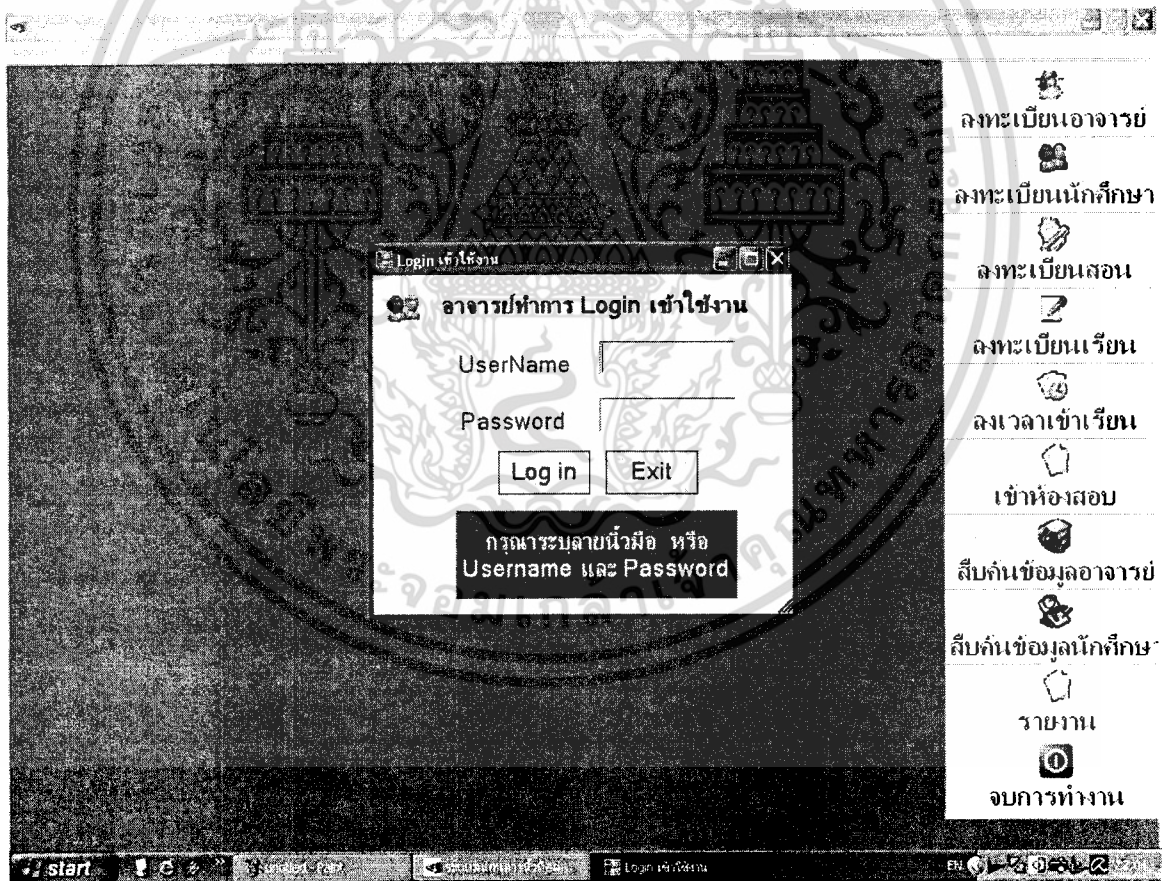 Login เข้าใช้งาน
อาจารย์ทำการ Login เข้าใช้งาน
UserName
Password
Log in
Exit
กรุณาระบุลายนิ้วมือ หรือ
Username และ Password
ลงทะเบียนอาจารย์
ลงทะเบียนนักศึกษา
ลงทะเบียนสอน
ลงทะเบียนเรียน
ลงเวลาเข้าเรียน
เข้าห้องสอบ
สืบค้นข้อมูลอาจารย์
สืบค้นข้อมูลนักศึกษา
รายงาน
จบการทำงาน
start
untitled - Paint
Login เข้าใช้งาน
EN